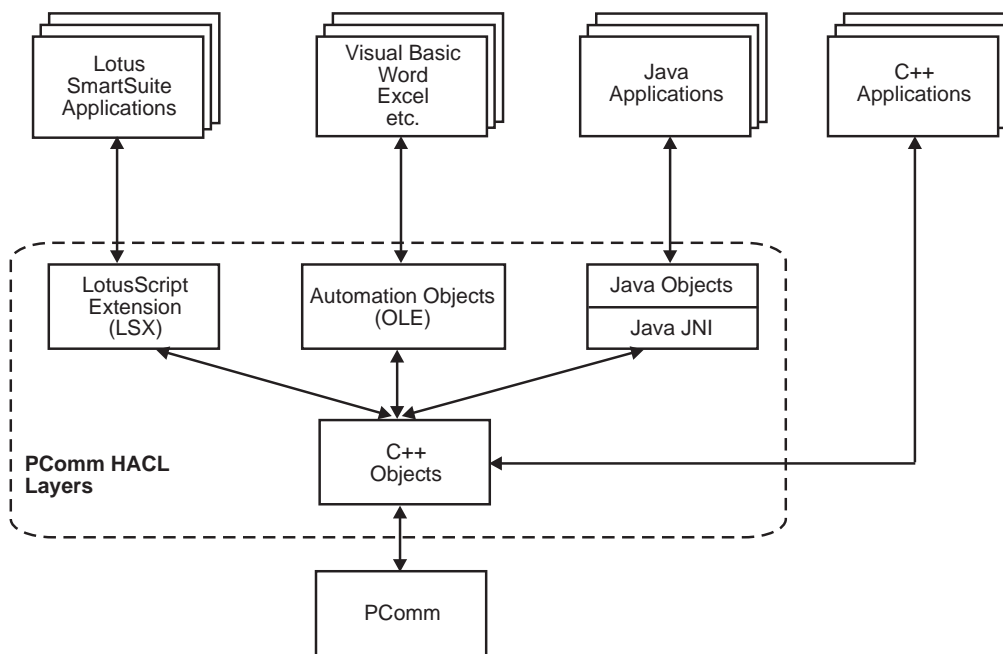 Lotus
SmartSuite
Applications
Visual Basic
Word
Excel
etc.
Java
Applications
C++
Applications
LotusScript
Extension
(LSX)
Automation Objects
(OLE)
Java Objects
Java JNI
C++
Objects
PComm HACL
Layers
PComm